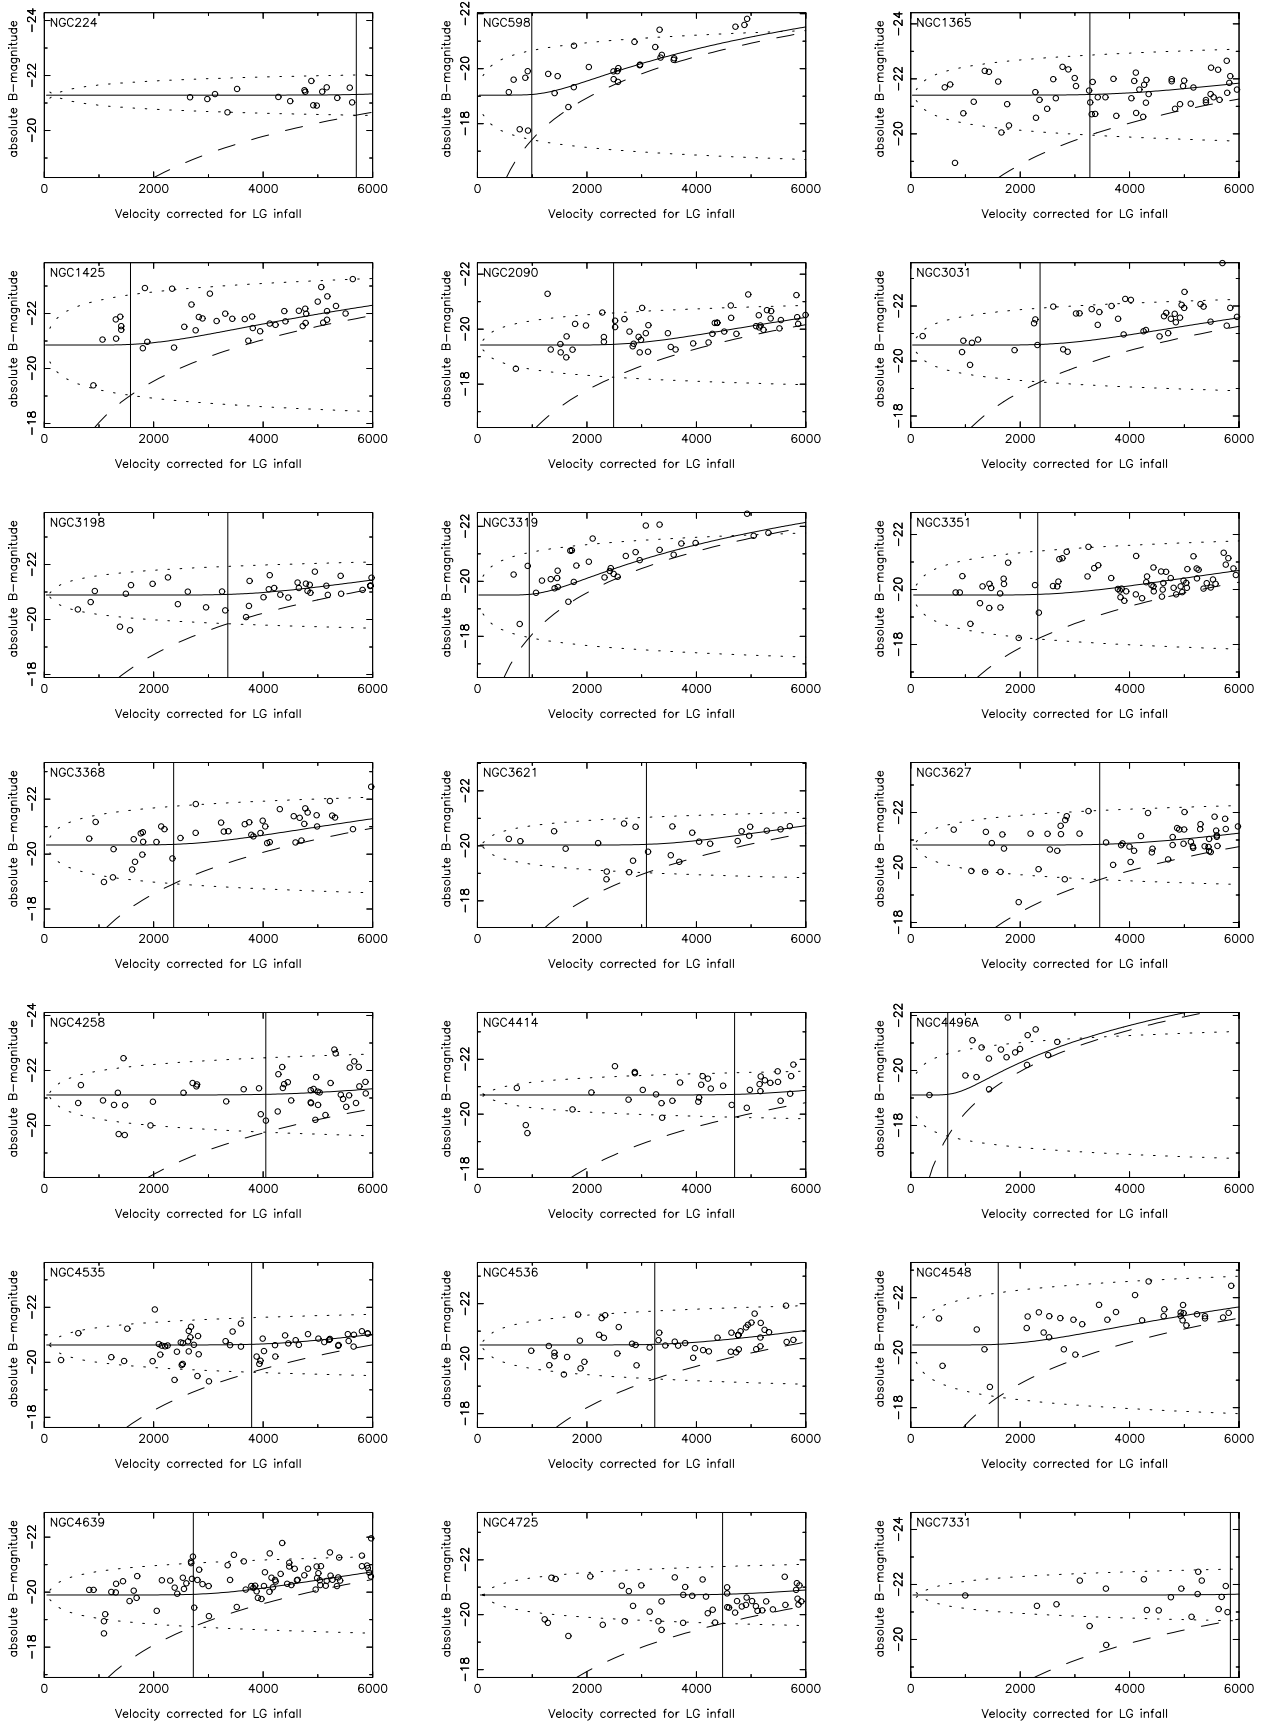 NGC224
absolute B−magnitude
−24
−22
−20
0 2000 4000 6000
Velocity corrected for LG infall
NGC598
absolute B−magnitude
−22
−20
−18
0 2000 4000 6000
Velocity corrected for LG infall
NGC1365
absolute B−magnitude
−24
−22
−20
0 2000 4000 6000
Velocity corrected for LG infall
NGC1425
absolute B−magnitude
−22
−20
−18
0 2000 4000 6000
Velocity corrected for LG infall
NGC2090
absolute B−magnitude
−22
−20
−18
0 2000 4000 6000
Velocity corrected for LG infall
NGC3031
absolute B−magnitude
−22
−20
−18
0 2000 4000 6000
Velocity corrected for LG infall
NGC3198
absolute B−magnitude
−22
−20
−18
0 2000 4000 6000
Velocity corrected for LG infall
NGC3319
absolute B−magnitude
−22
−20
−18
0 2000 4000 6000
Velocity corrected for LG infall
NGC3351
absolute B−magnitude
−22
−20
−18
0 2000 4000 6000
Velocity corrected for LG infall
NGC3368
absolute B−magnitude
−22
−20
−18
0 2000 4000 6000
Velocity corrected for LG infall
NGC3621
absolute B−magnitude
−22
−20
−18
0 2000 4000 6000
Velocity corrected for LG infall
NGC3627
absolute B−magnitude
−22
−20
−18
0 2000 4000 6000
Velocity corrected for LG infall
NGC4258
absolute B−magnitude
−24
−22
−20
0 2000 4000 6000
Velocity corrected for LG infall
NGC4414
absolute B−magnitude
−22
−20
−18
0 2000 4000 6000
Velocity corrected for LG infall
NGC4496A
absolute B−magnitude
−22
−20
−18
0 2000 4000 6000
Velocity corrected for LG infall
NGC4535
absolute B−magnitude
−22
−20
−18
0 2000 4000 6000
Velocity corrected for LG infall
NGC4536
absolute B−magnitude
−22
−20
−18
0 2000 4000 6000
Velocity corrected for LG infall
NGC4548
absolute B−magnitude
−22
−20
−18
0 2000 4000 6000
Velocity corrected for LG infall
NGC4639
absolute B−magnitude
−22
−20
−18
0 2000 4000 6000
Velocity corrected for LG infall
NGC4725
absolute B−magnitude
−22
−20
−18
0 2000 4000 6000
Velocity corrected for LG infall
NGC7331
absolute B−magnitude
−24
−22
−20
0 2000 4000 6000
Velocity corrected for LG infall